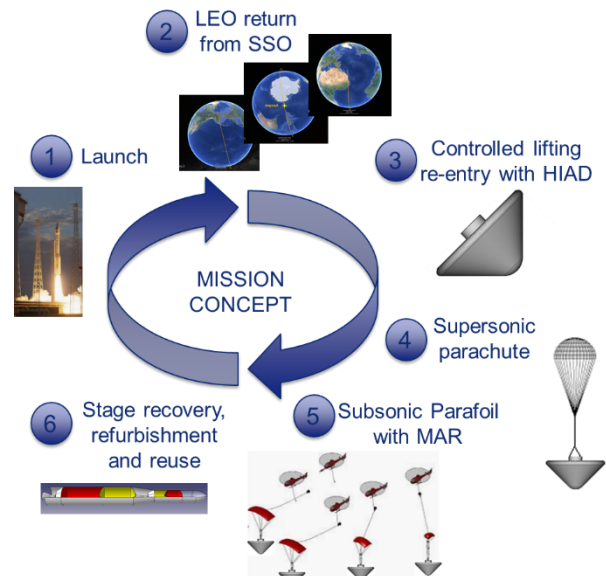 2
LEO return
from SSO
1
Launch
3
Controlled lifting
re-entry with HIAD
MISSION
CONCEPT
4
Supersonic
parachute
6
Stage recovery,
refurbishment
and reuse
5
Subsonic Parafoil
with MAR